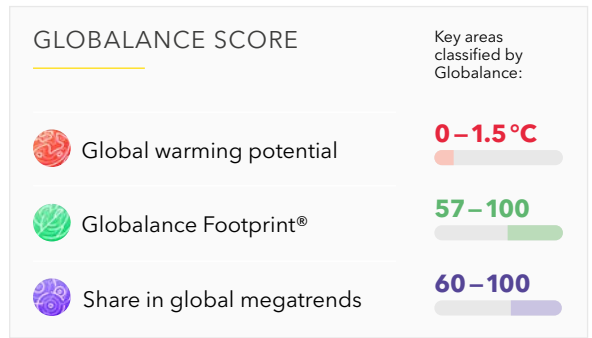 GLOBALANCE SCORE
Key areas
classified by
Globalance:
Global warming potential
0–1.5 °C
Globalance Footprint®
57–100
Share in global megatrends
60–100